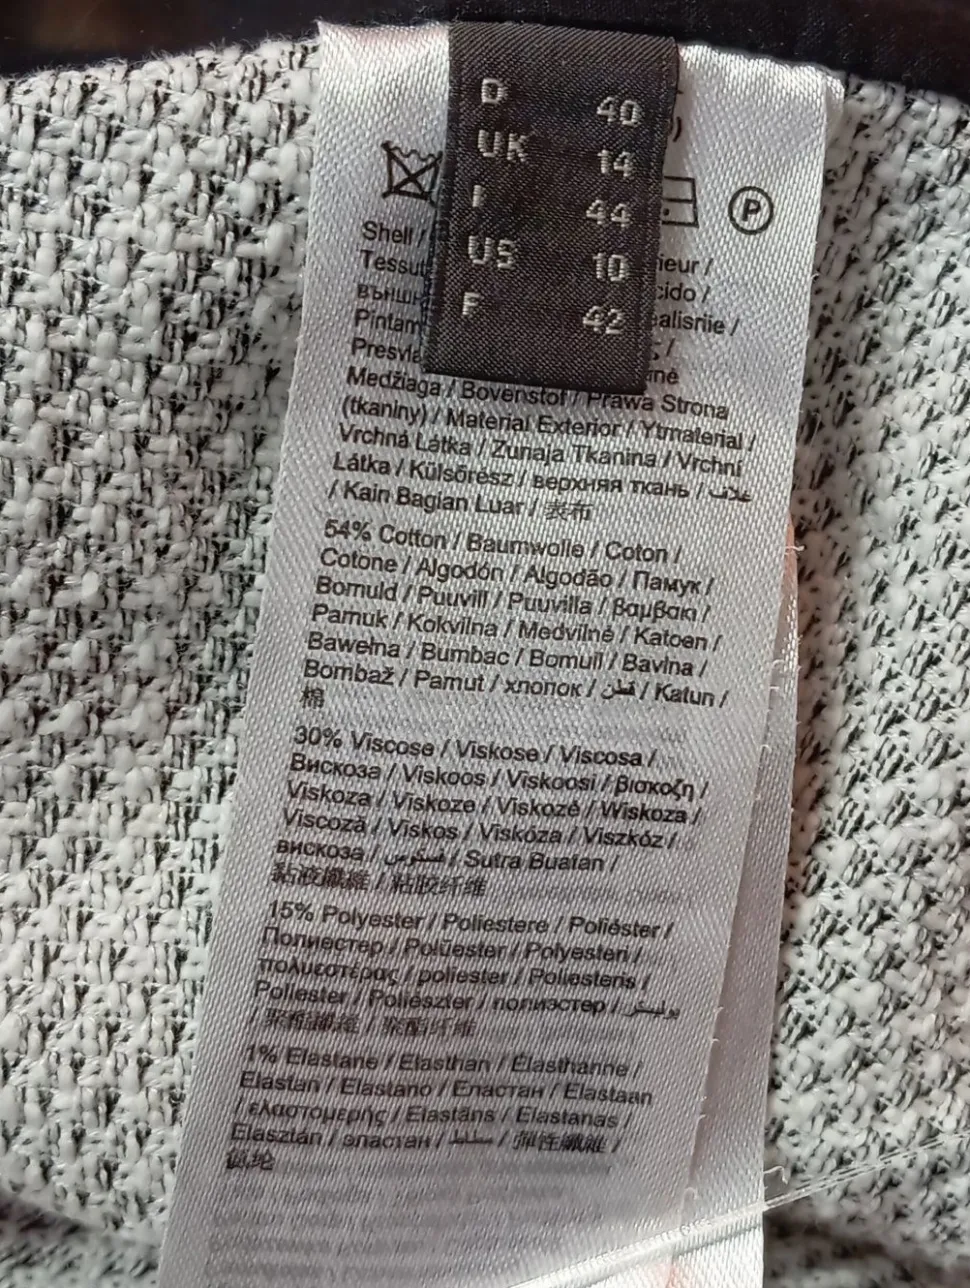 D 40
UK 14
I 44
US 10
F 42
P
Shell / ieur /
Tessut
външн alisniie /
Pintam
Medžiaga / Bovenstof / Prawa Strona
(tkaniny) / Material Exterior / Ytmaterial /
Vrchná Látka / Zunaja Tkanina / Vrchní
Látka / Külsőrész / верхняя ткань / غلاف
/ Kain Bagian Luar / 表布
54% Cotton / Baumwolle / Coton /
Cotone / Algodón / Algodão / Памук /
Bomuld / Puuvill / Puuvilla / βαμβακι /
Pamuk / Kokvilna / Medvilnė / Katoen /
Bawełna / Bumbac / Bomull / Bavlna /
Bombaž / Pamut / хлопок / قطن / Katun /
棉
30% Viscose / Viskose / Viscosa /
Вискоза / Viskoos / Viskoosi / βισκοζη /
Viskoza / Viskoze / Viskozė / Wiskoza /
Viscoză / Viskos / Viskóza / Viszkóz /
вискоза / فسكوس / Sutra Buatan /
黏液纖維 / 粘胶纤维
15% Polyester / Poliestere / Poliéster /
Полиестер / Polüester / Polyesteri /
πολυεστέρας / poliester / Poliesteris /
Poliester / Poliészter / полиэстер / بوليستر
/ 聚酯纖維 / 聚酯纤维
1% Elastane / Elasthan / Élasthanne /
Elastan / Elastano / Еластан / Elastaan
/ ελαστομερής / Elastāns / Elastanas /
Elasztán / эластан / / 彈性纖維 /
氨纶